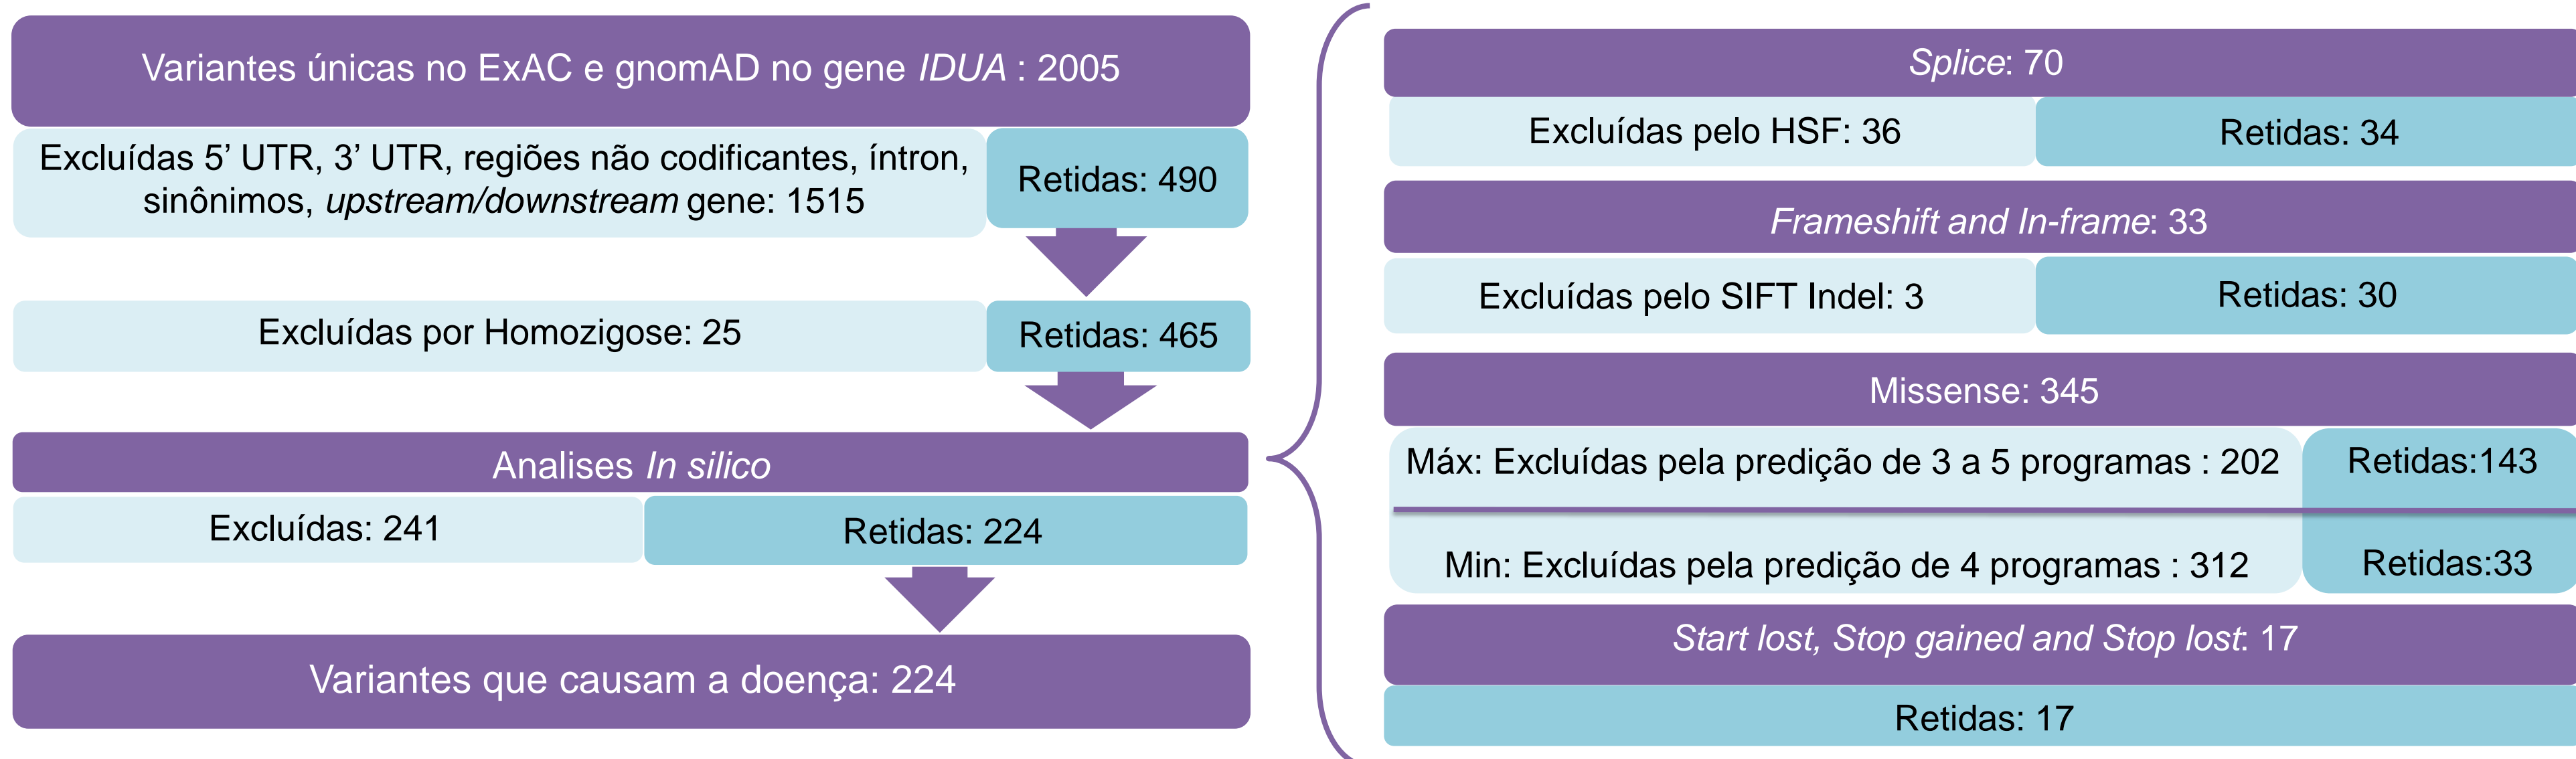 Variantes únicas no ExAC e gnomAD no gene IDUA : 2005
Excluídas 5’ UTR, 3’ UTR, regiões não codificantes, íntron,
sinônimos, upstream/downstream gene: 1515
Retidas: 490
Excluídas por Homozigose: 25
Retidas: 465
Analises In silico
Excluídas: 241
Retidas: 224
Variantes que causam a doença: 224
Splice: 70
Excluídas pelo HSF: 36
Retidas: 34
Frameshift and In-frame: 33
Excluídas pelo SIFT Indel: 3
Retidas: 30
Missense: 345
Máx: Excluídas pela predição de 3 a 5 programas : 202
Retidas:143
Min: Excluídas pela predição de 4 programas : 312
Retidas:33
Start lost, Stop gained and Stop lost: 17
Retidas: 17